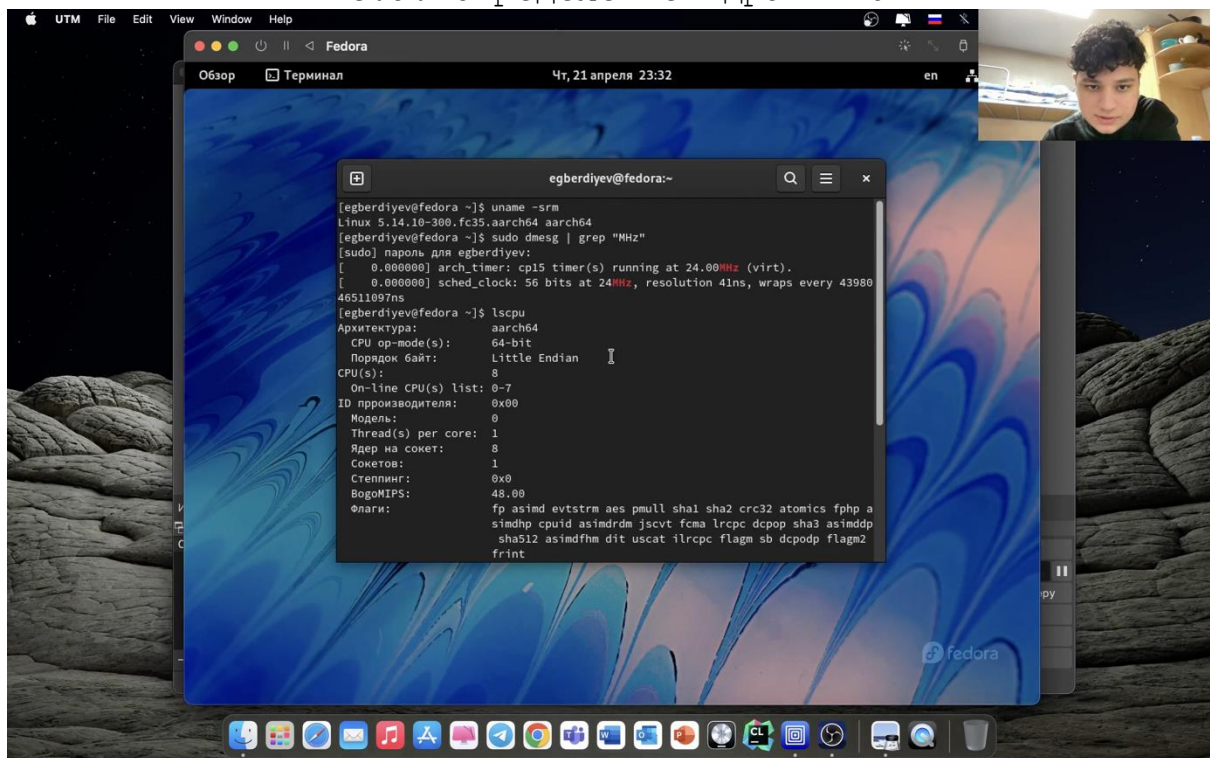 UTM File Edit View Window Help
Fedora
Обзор Терминал Чт, 21 апреля 23:32 en
egberdiyev@fedora:~
[egberdiyev@fedora ~]$ uname -srm
Linux 5.14.10-300.fc35.aarch64 aarch64
[egberdiyev@fedora ~]$ sudo dmesg | grep "MHz"
[sudo] пароль для egberdiyev:
[    0.000000] arch_timer: cp15 timer(s) running at 24.00MHz (virt).
[    0.000000] sched_clock: 56 bits at 24MHz, resolution 41ns, wraps every 43980
46511097ns
[egberdiyev@fedora ~]$ lscpu
Архитектура: aarch64
CPU op-mode(s): 64-bit
Порядок байт: Little Endian
CPU(s): 8
On-line CPU(s) list: 0-7
ID прроизводителя: 0x00
Модель: 0
Thread(s) per core: 1
Ядер на сокет: 8
Сокетов: 1
Степпинг: 0x0
BogoMIPS: 48.00
Флаги: fp asimd evtstrm aes pmull sha1 sha2 crc32 atomics fphp a
simdhp cpuid asimdrdm jscvt fcma lrcpc dcpop sha3 asimddp
sha512 asimdfhm dit uscat ilrcpc flagm sb dcpodp flagm2
frint
fedora